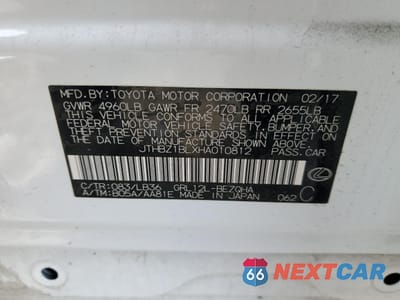 MFD.BY:TOYOTA MOTOR CORPORATION 02/17
GVWR 4960LB GAWR FR 2470LB RR 2655LB
THIS VEHICLE CONFORMS TO ALL APPLICABLE
FEDERAL MOTOR VEHICLE SAFETY, BUMPER, AND
THEFT PREVENTION STANDARDS IN EFFECT ON
THE DATE OF MANUFACTURE SHOWN ABOVE.
JTHBZ1BLXHA010812 PASS.CAR
C/TR:083/LB36 GRL12L-BEZQHA
A/TM:B05A/AA81E MADE IN JAPAN 062 C
66 NEXTCAR